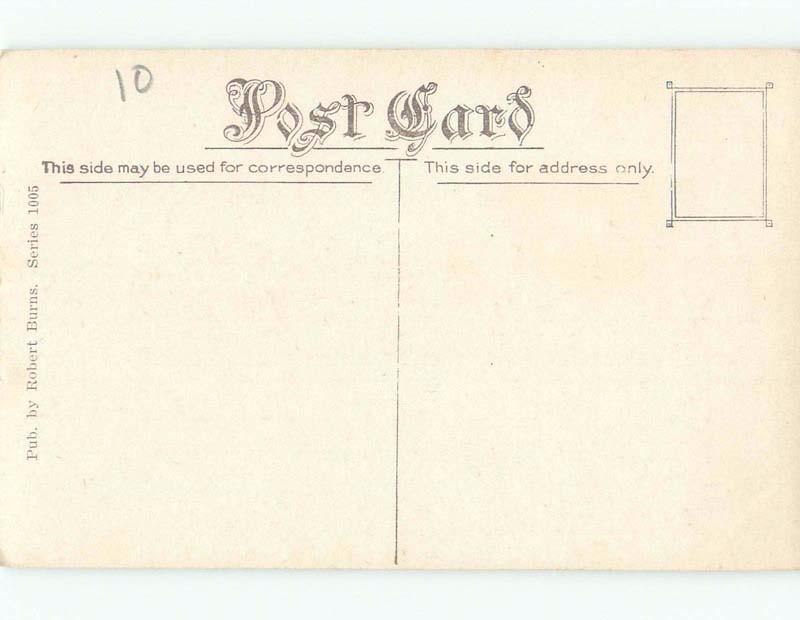 10
Post Card
This side may be used for correspondence
This side for address only.
Pub. by Robert Burns. Series 1005